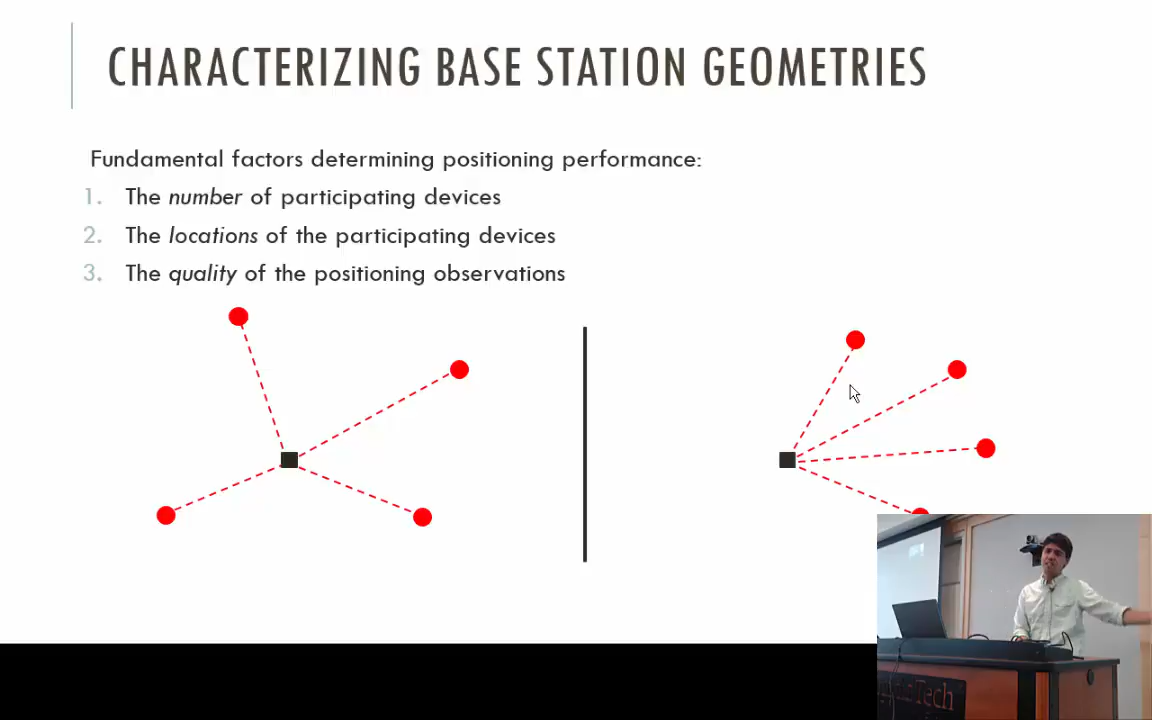 CHARACTERIZING BASE STATION GEOMETRIES
Fundamental factors determining positioning performance:
1. The number of participating devices
2. The locations of the participating devices
3. The quality of the positioning observations
Tech